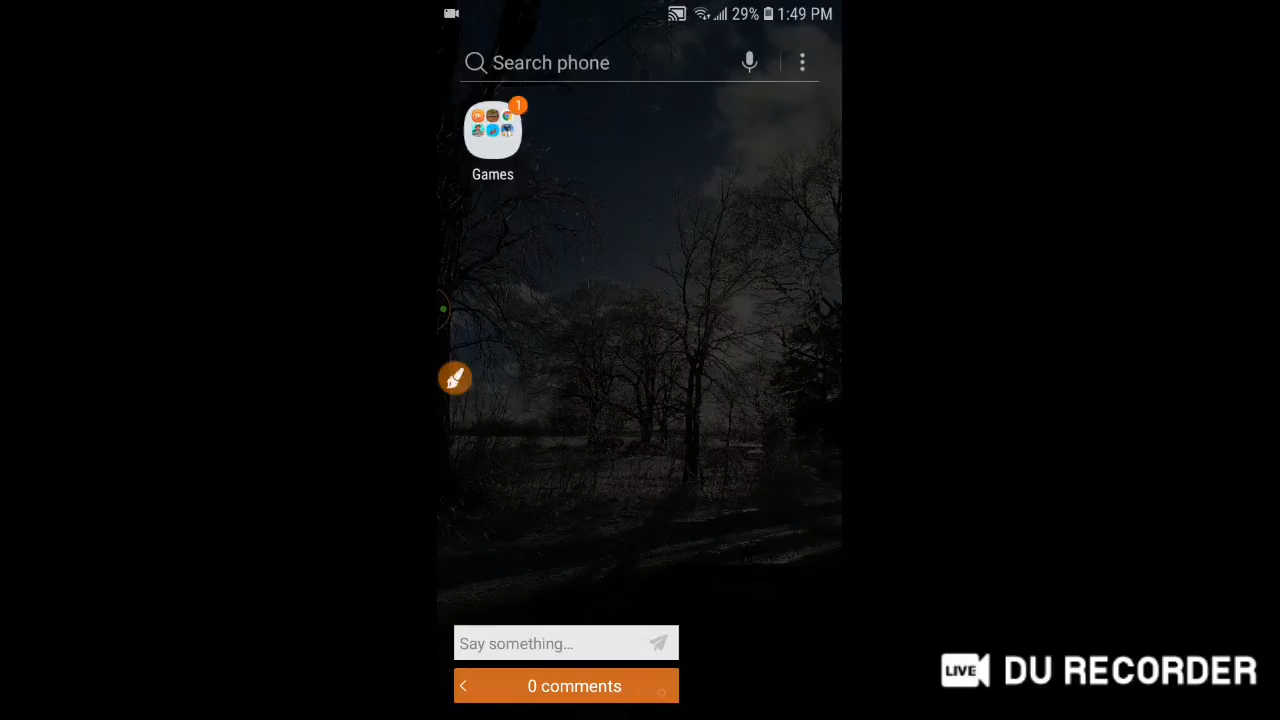 29% 1:49 PM
Search phone
1
Games
Say something...
0 comments
LIVE DU RECORDER